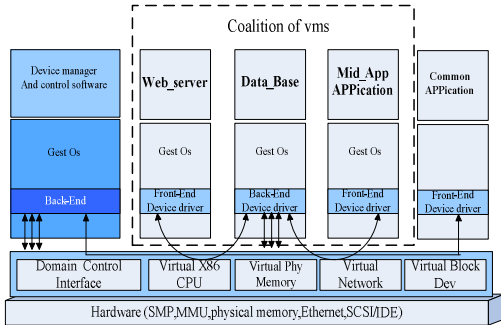 Coalition of vms
Device manager
And control software
Web_server
Data_Base
Mid_App
APPication
Common
APPication
Gest Os
Gest Os
Gest Os
Gest Os
Back-End
Front-End
Device driver
Back-End
Device driver
Front-End
Device driver
Front-End
Device driver
Domain Control
Interface
Virtual X86
CPU
Virtual Phy
Memory
Virtual
Network
Virtual Block
Dev
Hardware (SMP,MMU,physical memory,Ethernet,SCSI/IDE)